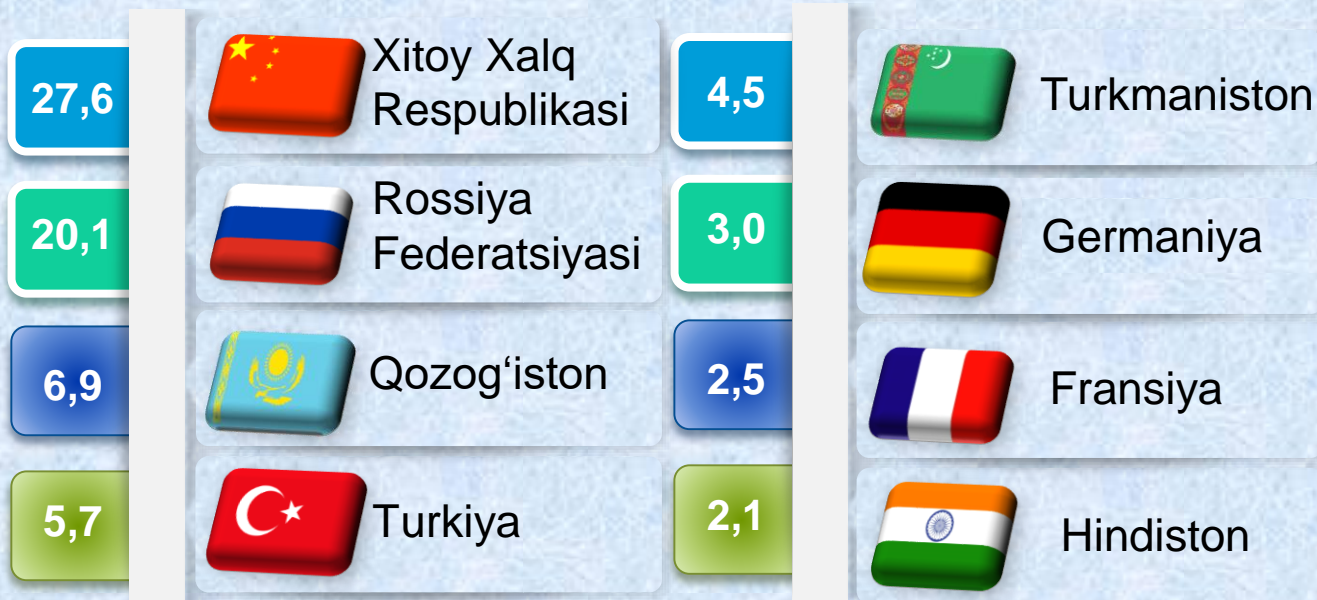 27,6
Xitoy Xalq
Respublikasi
20,1
Rossiya
Federatsiyasi
6,9
Qozog‘iston
5,7
Turkiya
4,5
Turkmaniston
3,0
Germaniya
2,5
Fransiya
2,1
Hindiston